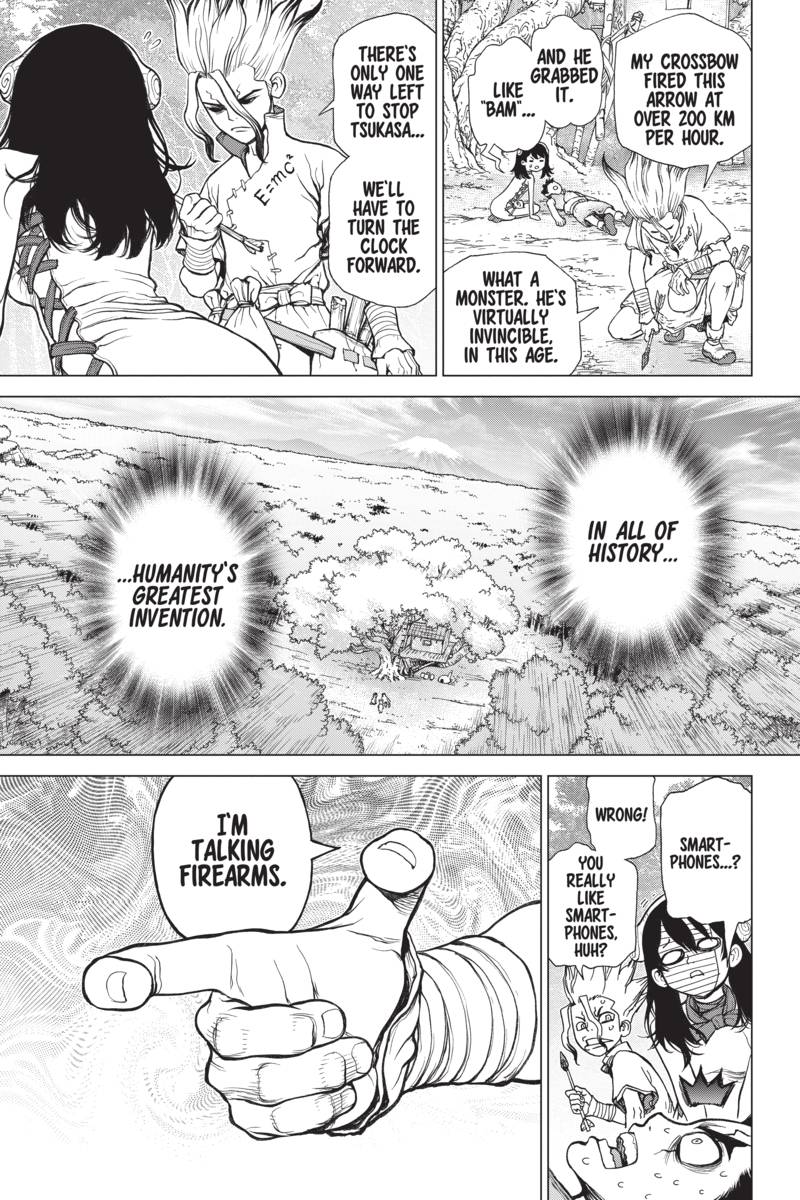 MY CROSSBOW
FIRED THIS
ARROW AT
OVER 200 KM
PER HOUR.
AND HE
GRABBED
IT.
LIKE
"BAM"...
WHAT A
MONSTER. HE'S
VIRTUALLY
INVINCIBLE,
IN THIS AGE.
THERE'S
ONLY ONE
WAY LEFT
TO STOP
TSUKASA...
E=mc²
WE'LL
HAVE TO
TURN THE
CLOCK
FORWARD.
IN ALL OF
HISTORY...
...HUMANITY'S
GREATEST
INVENTION.
SMART-
PHONES...?
WRONG!
YOU
REALLY
LIKE
SMART-
PHONES,
HUH?
I'M
TALKING
FIREARMS.